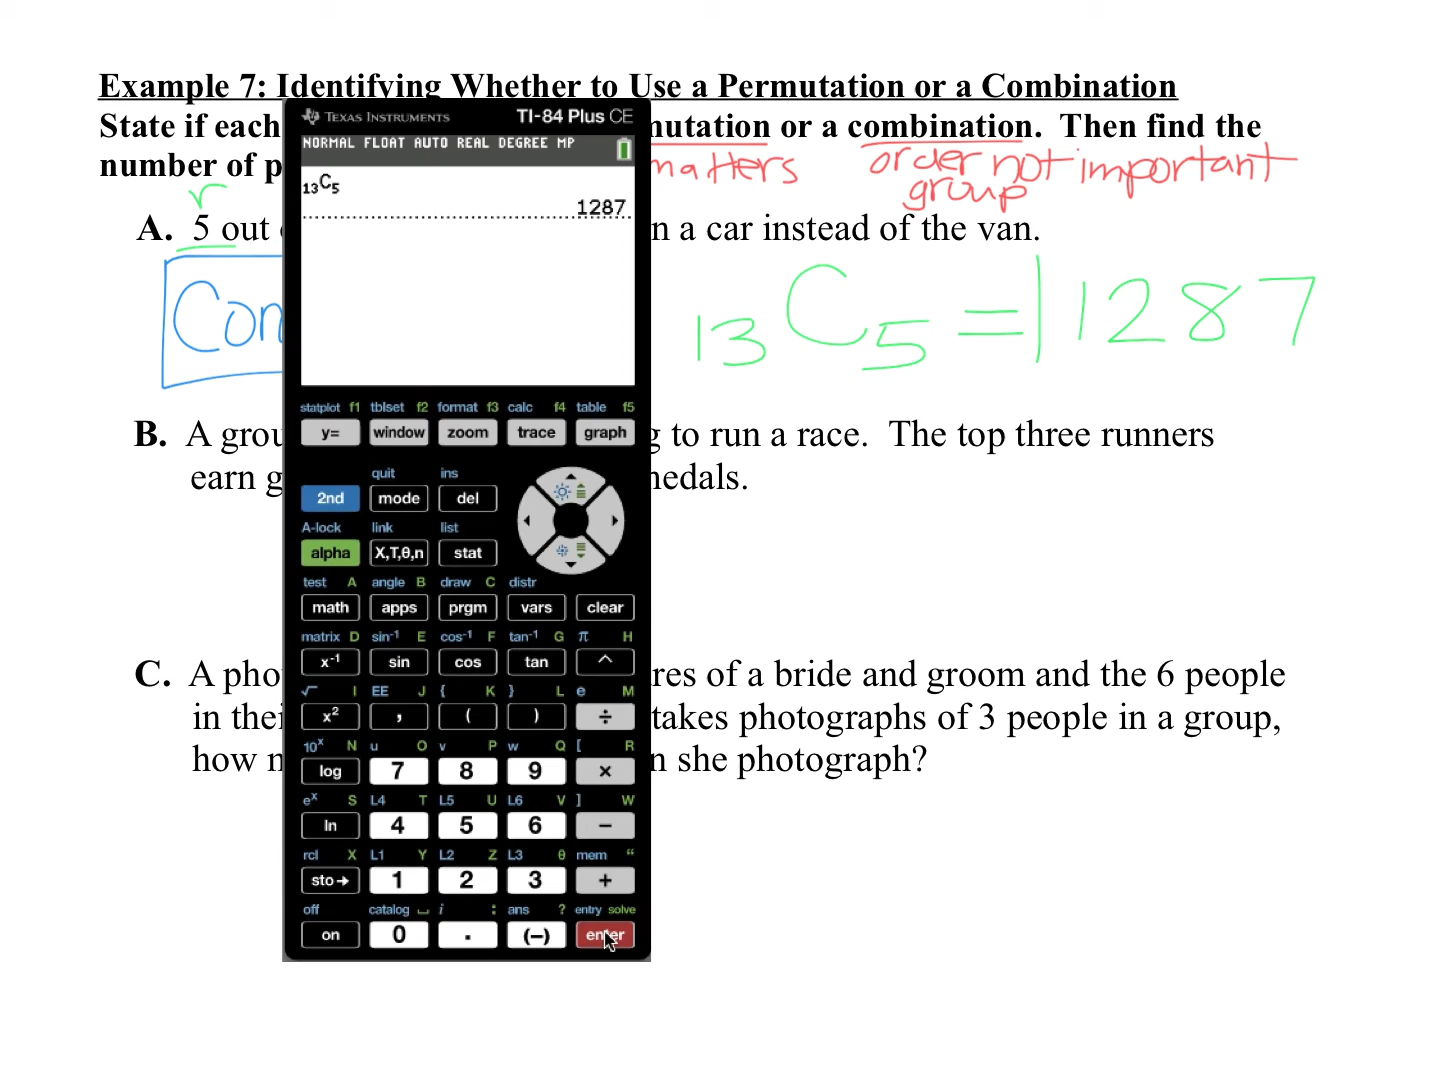 Example 7: Identifying Whether to Use a Permutation or a Combination
State if each mutation or a combination. Then find the
number of p matters order not important
group
r
A. 5 out n a car instead of the van.
Com 13C5 = 1287
B. A grou g to run a race. The top three runners
earn g medals.
C. A pho res of a bride and groom and the 6 people
in thei takes photographs of 3 people in a group,
how n she photograph?
TEXAS INSTRUMENTS TI-84 Plus CE
NORMAL FLOAT AUTO REAL DEGREE MP
13C5
1287
statplot f1 tblset f2 format f3 calc f4 table f5
y= window zoom trace graph
quit ins
2nd mode del
A-lock link list
alpha X,T,θ,n stat
test A angle B draw C distr
math apps prgm vars clear
matrix D sin-1 E cos-1 F tan-1 G π H
x-1 sin cos tan ^
√ I EE J { K } L e M
x2 , ( ) ÷
10x N u O v P w Q [ R
log 7 8 9 ×
ex S L4 T L5 U L6 V ] W
ln 4 5 6 −
rcl X L1 Y L2 Z L3 θ mem “
sto→ 1 2 3 +
off catalog ⎵ i : ans ? entry solve
on 0 . (−) enter